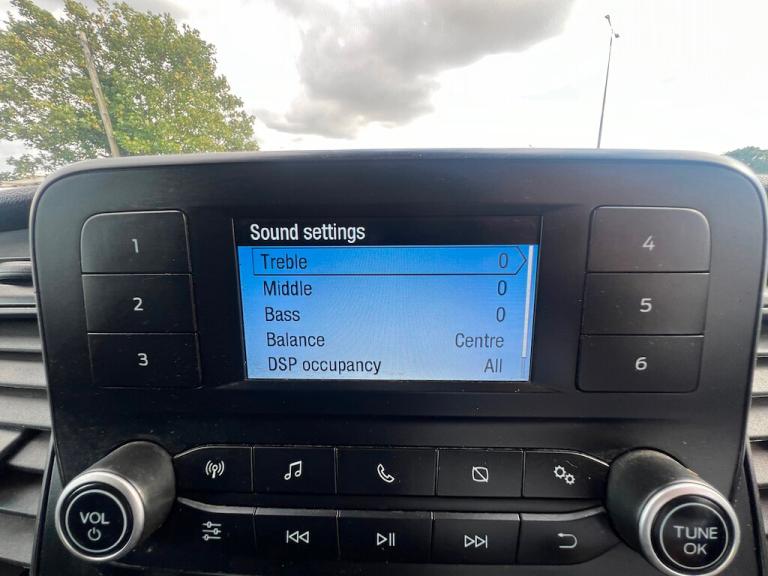 Sound settings
Treble 0
Middle 0
Bass 0
Balance Centre
DSP occupancy All
1
2
3
4
5
6
VOL
TUNE
OK